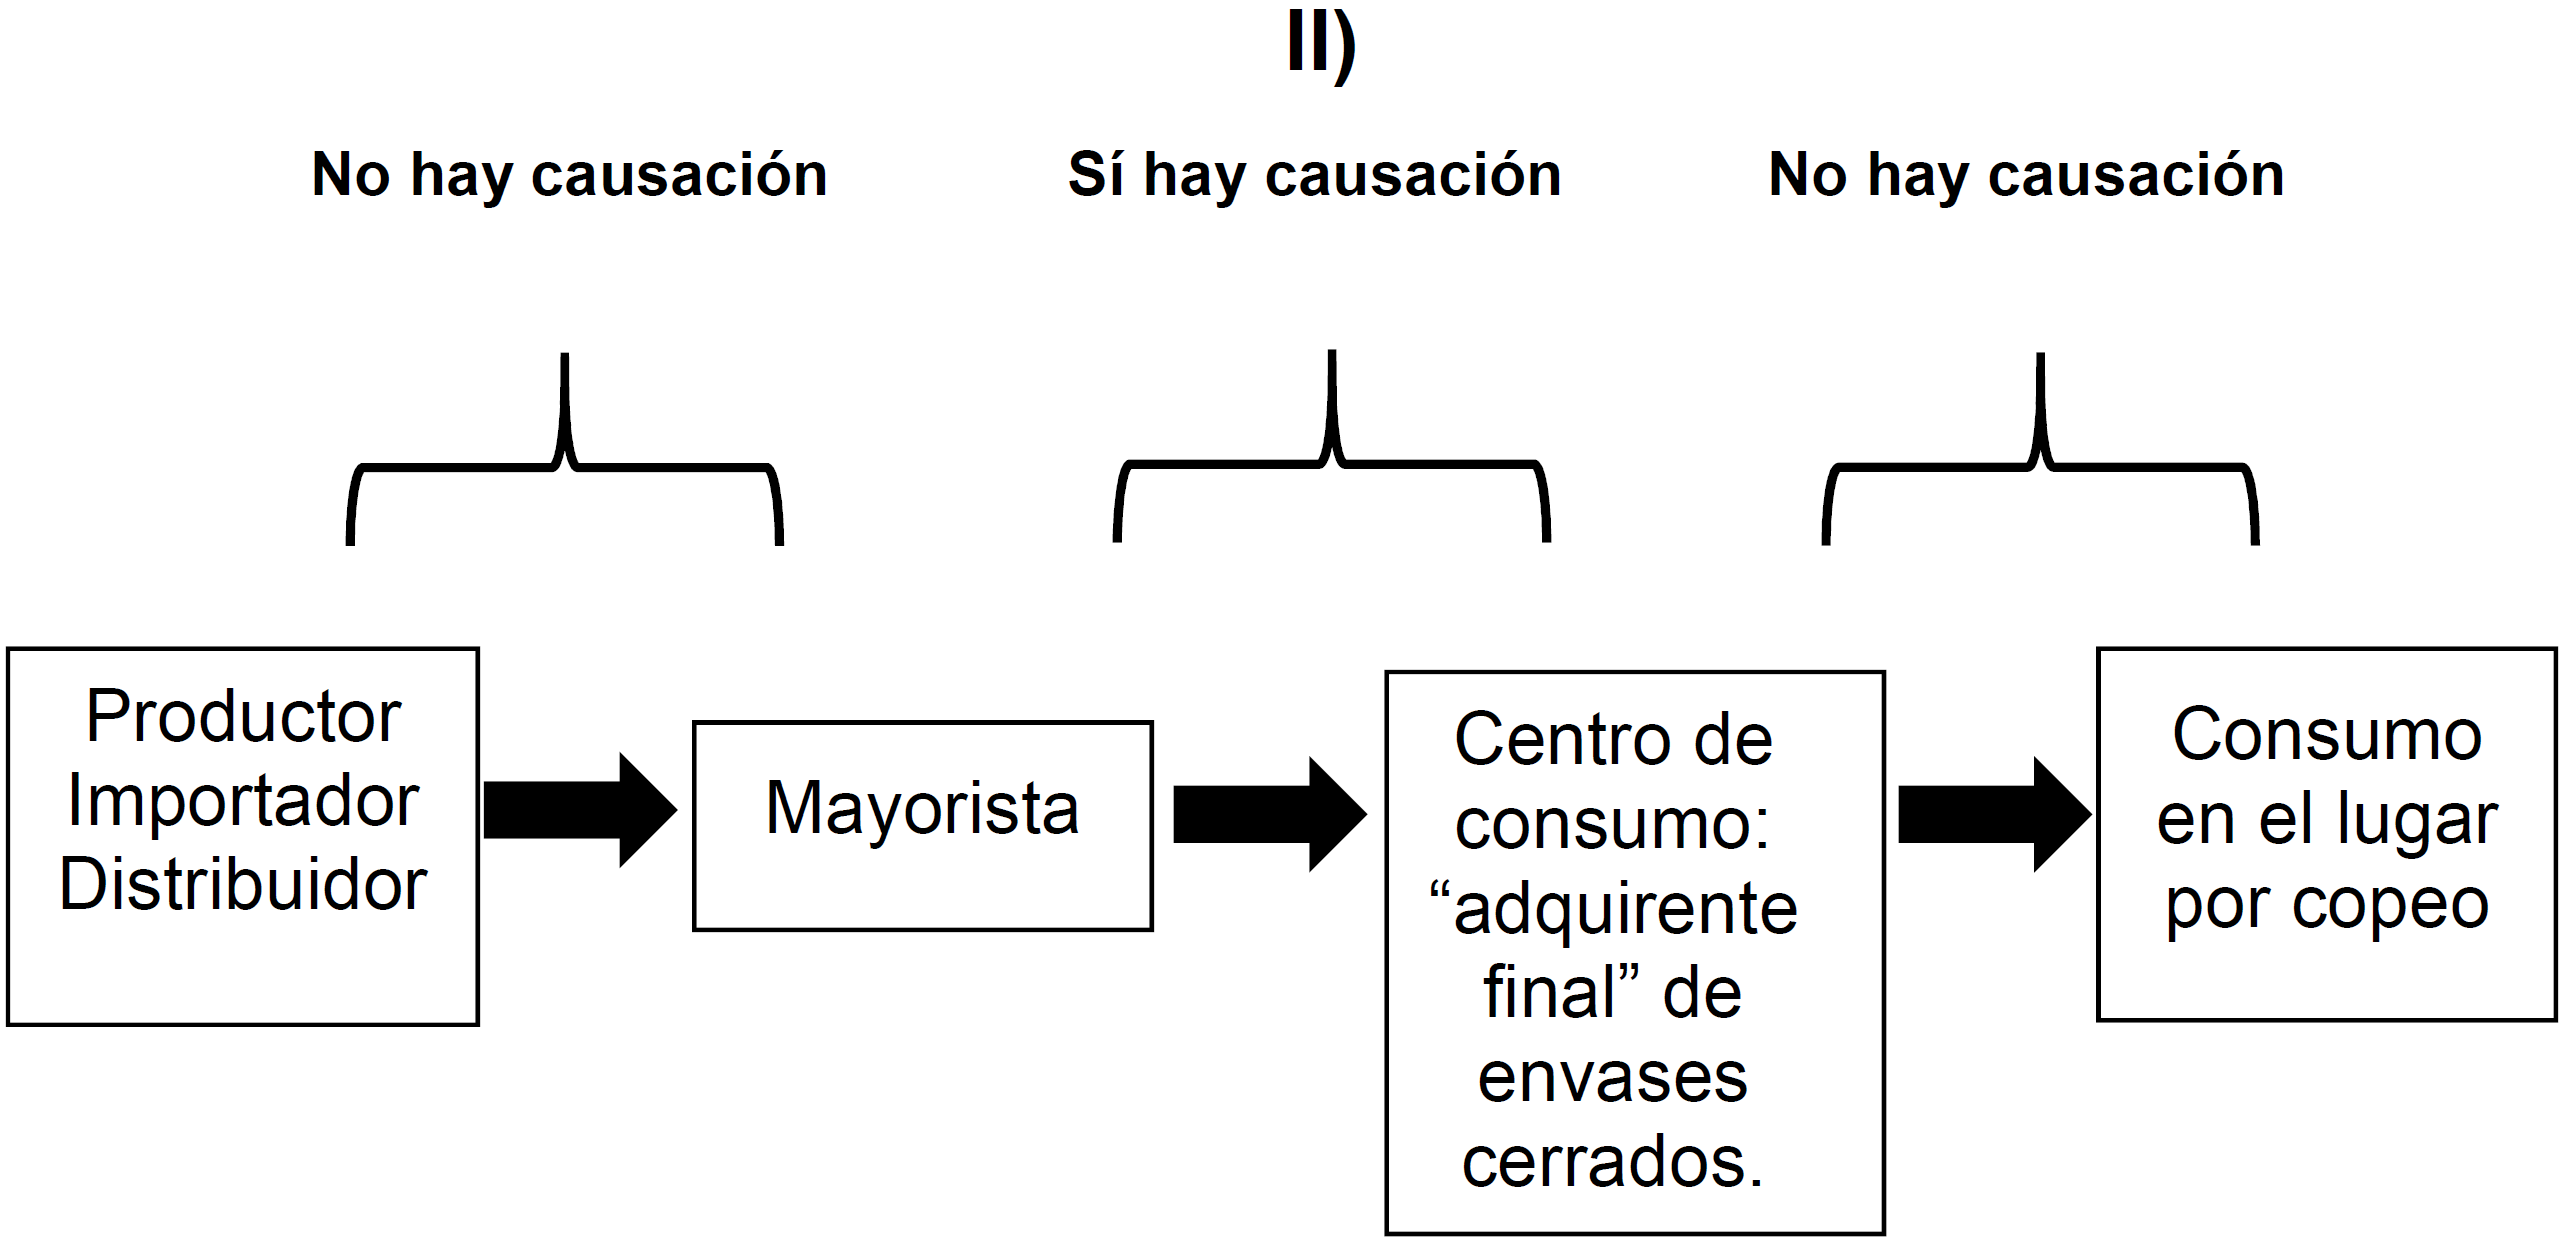 II)
No hay causación
Sí hay causación
No hay causación
Productor
Importador
Distribuidor
Mayorista
Centro de
consumo:
“adquirente
final” de
envases
cerrados.
Consumo
en el lugar
por copeo